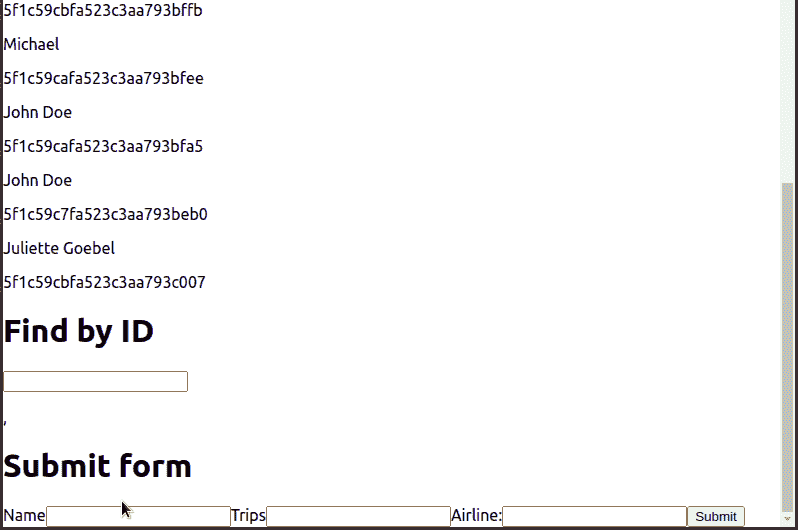 5f1c59cbfa523c3aa793bffb
Michael
5f1c59cafa523c3aa793bfee
John Doe
5f1c59cafa523c3aa793bfa5
John Doe
5f1c59c7fa523c3aa793beb0
Juliette Goebel
5f1c59cbfa523c3aa793c007
Find by ID
,
Submit form
Name Trips Airline: Submit